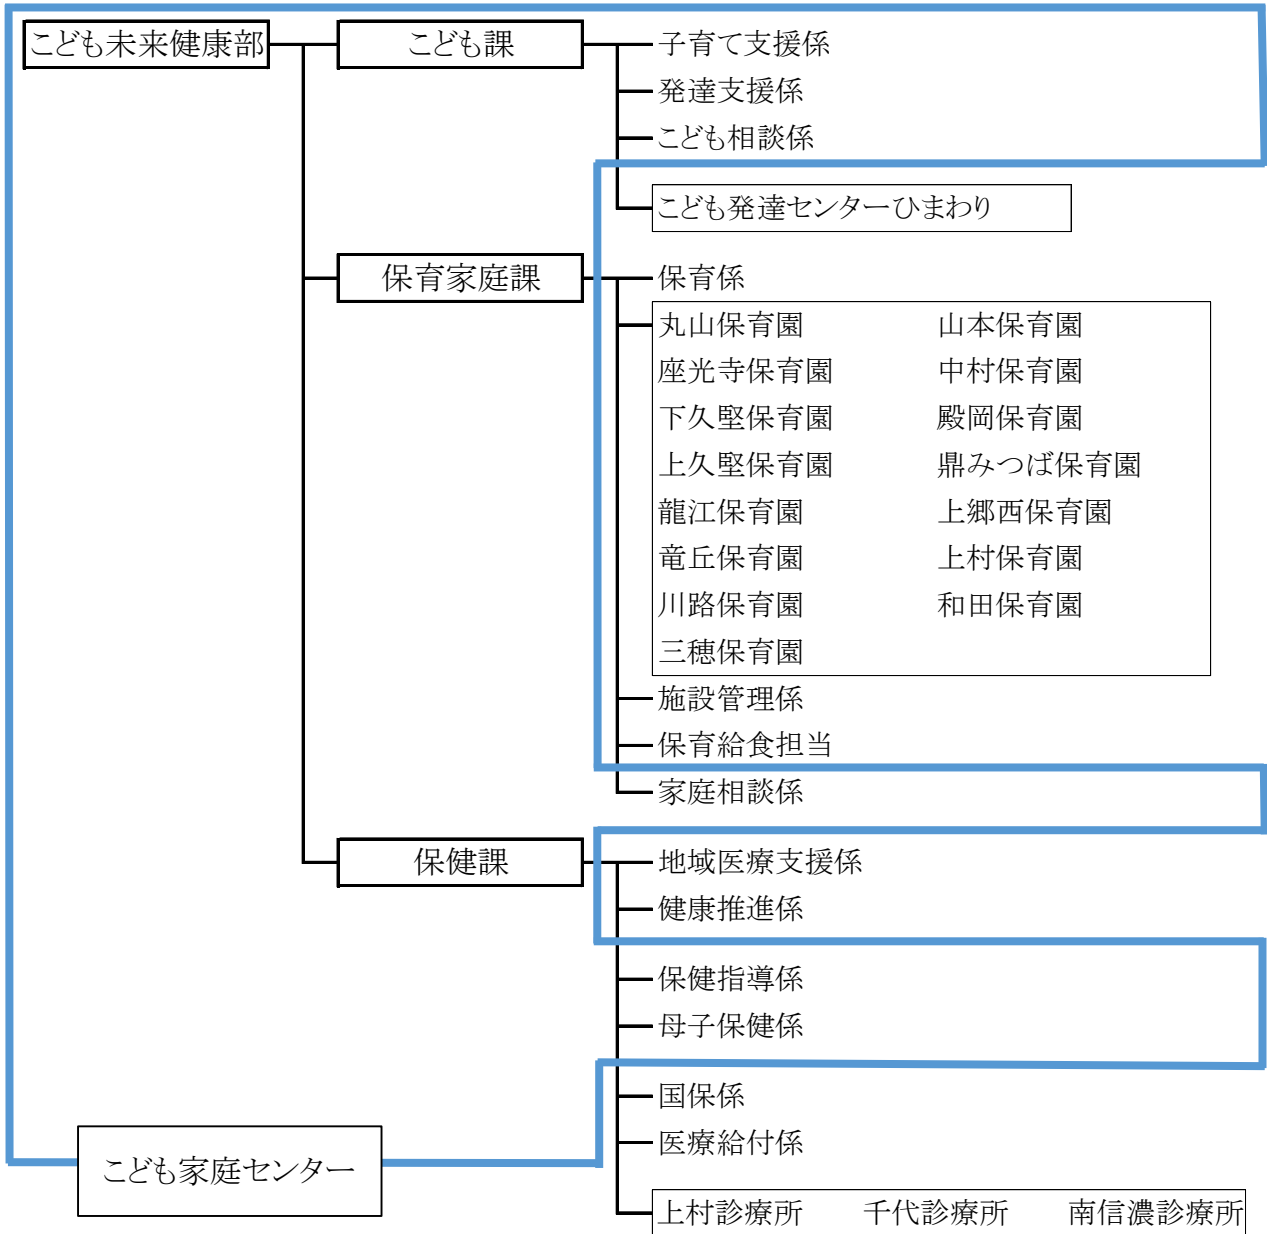 こども未来健康部 こども課 子育て支援係
発達支援係
こども相談係
こども発達センターひまわり
保育家庭課 保育係
丸山保育園 山本保育園
座光寺保育園 中村保育園
下久堅保育園 殿岡保育園
上久堅保育園 鼎みつば保育園
龍江保育園 上郷西保育園
竜丘保育園 上村保育園
川路保育園 和田保育園
三穂保育園
施設管理係
保育給食担当
家庭相談係
保健課 地域医療支援係
健康推進係
保健指導係
母子保健係
国保係
医療給付係
こども家庭センター
上村診療所 千代診療所 南信濃診療所